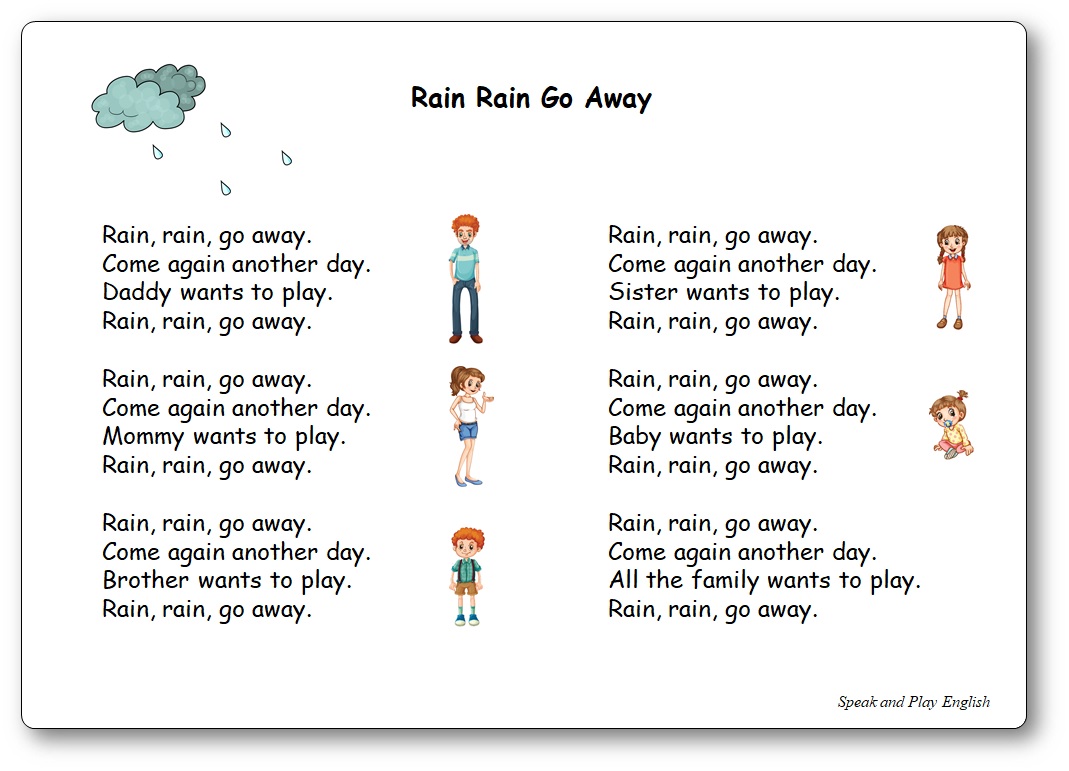 Rain Rain Go Away
Rain, rain, go away.
Come again another day.
Daddy wants to play.
Rain, rain, go away.
Rain, rain, go away.
Come again another day.
Mommy wants to play.
Rain, rain, go away.
Rain, rain, go away.
Come again another day.
Brother wants to play.
Rain, rain, go away.
Rain, rain, go away.
Come again another day.
Sister wants to play.
Rain, rain, go away.
Rain, rain, go away.
Come again another day.
Baby wants to play.
Rain, rain, go away.
Rain, rain, go away.
Come again another day.
All the family wants to play.
Rain, rain, go away.
Speak and Play English